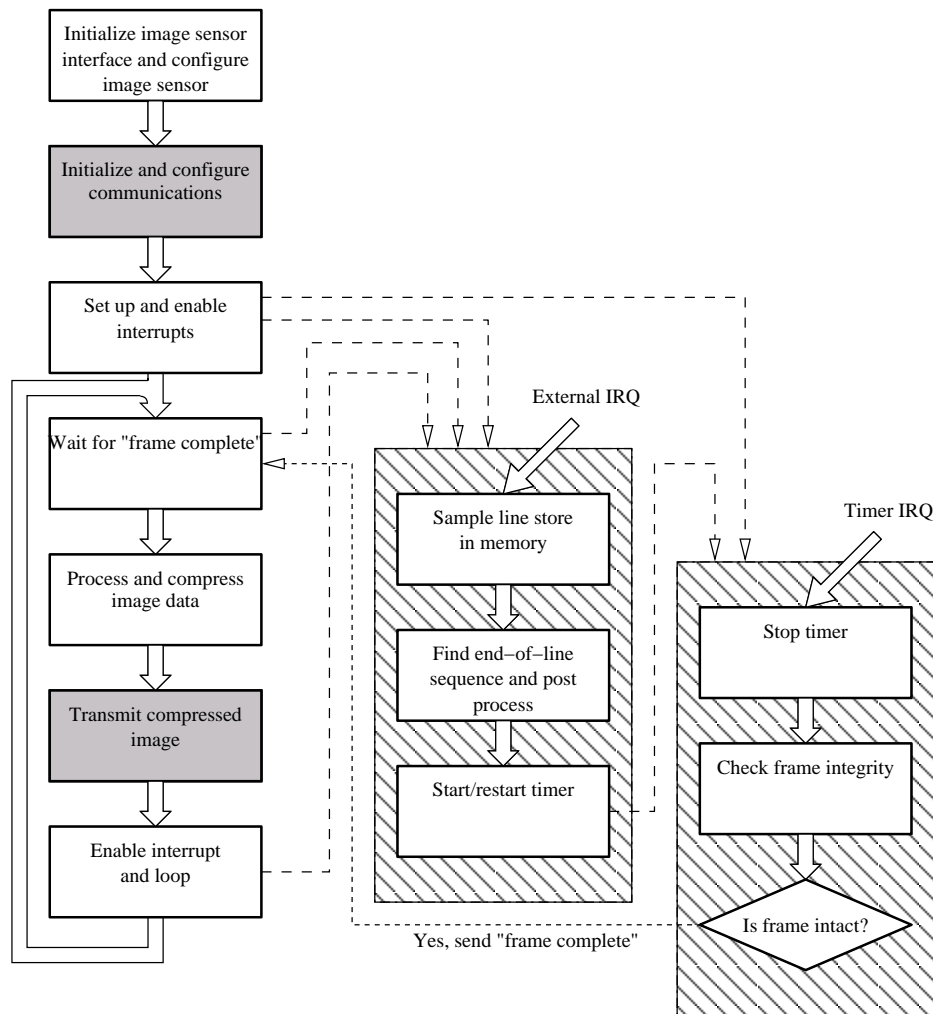 Initialize image sensor
interface and configure
image sensor
Initialize and configure
communications
Set up and enable
interrupts
Wait for "frame complete"
Process and compress
image data
Transmit compressed
image
Enable interrupt
and loop
External IRQ
Sample line store
in memory
Find end−of−line
sequence and post
process
Start/restart timer
Timer IRQ
Stop timer
Check frame integrity
Is frame intact?
Yes, send "frame complete"